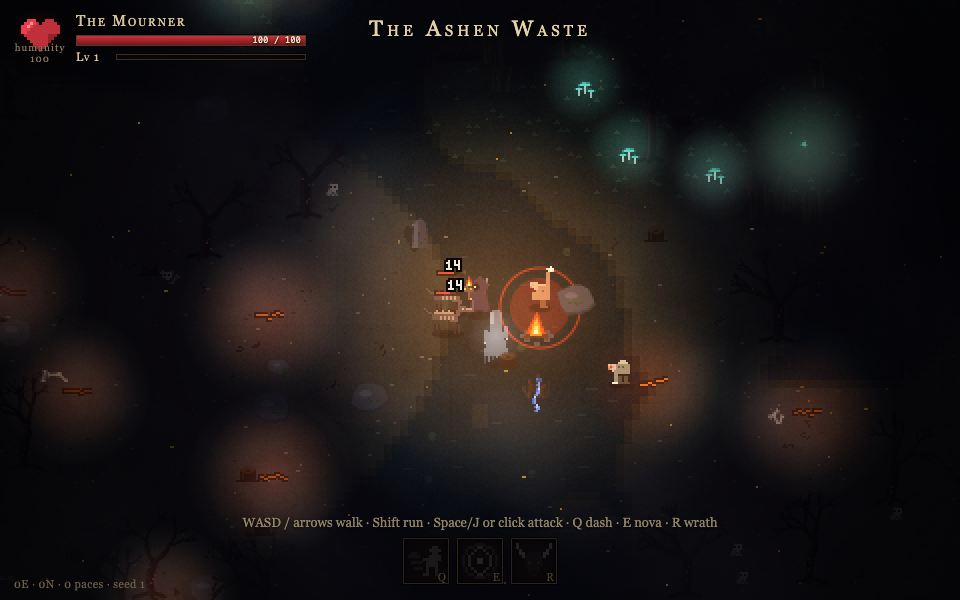 The Mourner
The Ashen Waste
100 / 100
humanity
100
Lv 1
14
14
WASD / arrows walk · Shift run · Space/J or click attack · Q dash · E nova · R wrath
Q
E
R
0E · 0N · 0 paces · seed 1